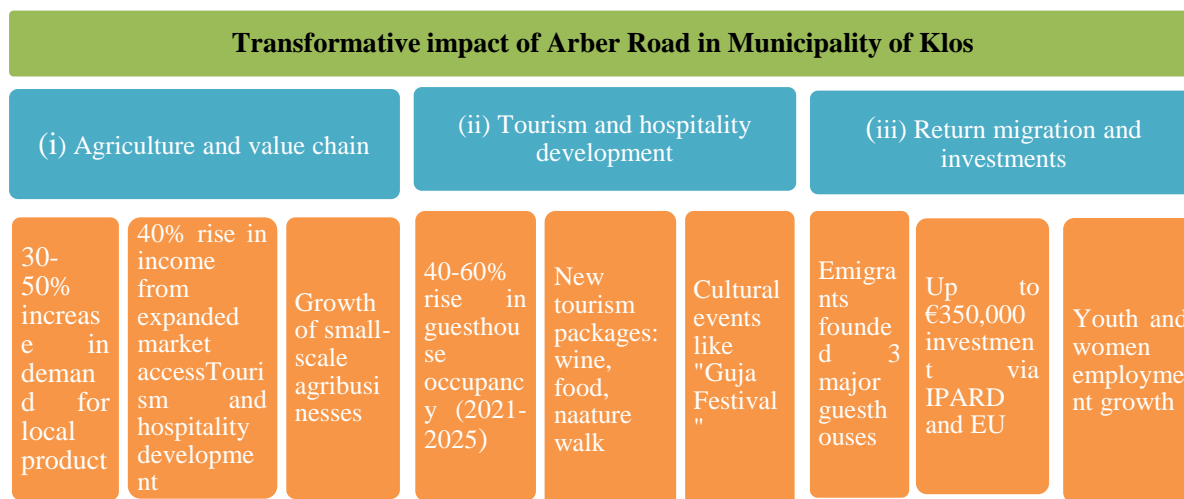 Transformative impact of Arber Road in Municipality of Klos
(i) Agriculture and value chain
(ii) Tourism and hospitality
development
(iii) Return migration and
investments
30-
50%
increas
e in
deman
d for
local
product
40% rise in
income
from
expanded
market
accessTouri
sm and
hospitality
developme
nt
Growth
of small-
scale
agribusi
nesses
40-60%
rise in
guesthou
se
occupanc
y (2021-
2025)
New
tourism
packages:
wine,
food,
naature
walk
Cultural
events
like
"Guja
Festival
"
Emigra
nts
founde
d 3
major
guesth
ouses
Up to
€350,000
investmen
t via
IPARD
and EU
Youth and
women
employme
nt growth